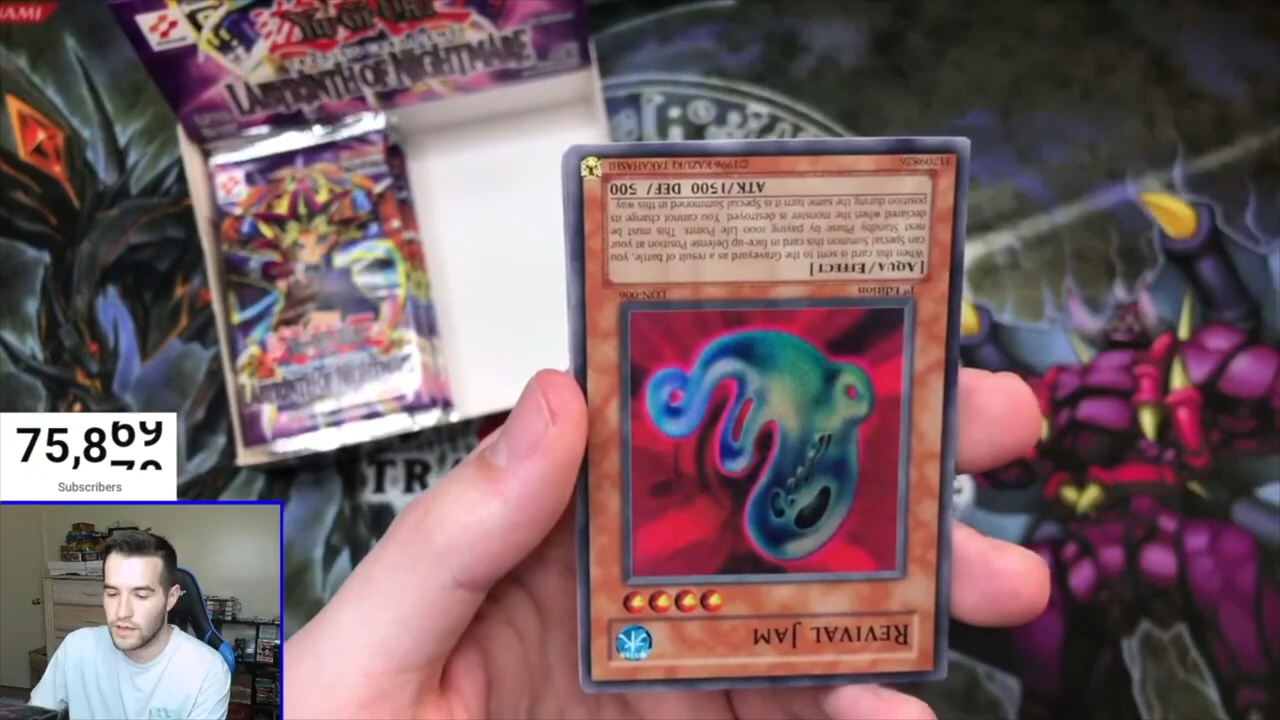 KONAMI
Yu-Gi-Oh!
LABYRINTH OF NIGHTMARE
LABYRINTH OF NIGHTMARE
TR
REVIVAL JAM
LON-006
1st Edition
[AQUA/EFFECT]
When this card is sent to the Graveyard as a result of battle, you
can Special Summon this card in face-up Defense Position at your
next Standby Phase by paying 1000 Life Points. This must be
declared when the monster is destroyed. You cannot change its
position during the same turn it is Special Summoned in this way
ATK/1500 DEF/ 500
31709826
©1996 KAZUKI TAKAHASHI
75,869
70
Subscribers